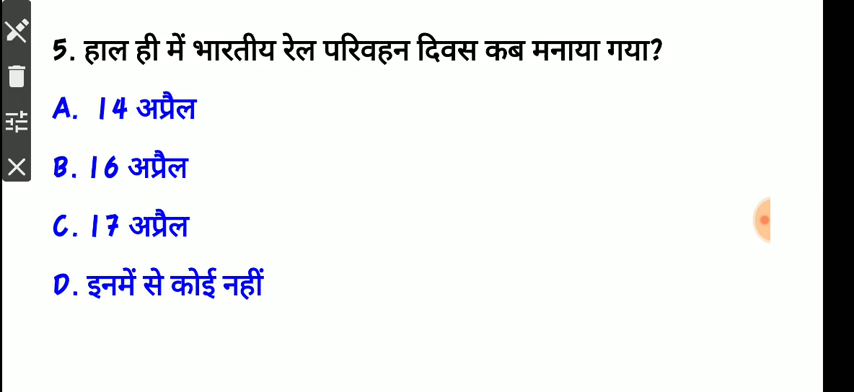 5. हाल ही में भारतीय रेल परिवहन दिवस कब मनाया गया?
A. 14 अप्रैल
B. 16 अप्रैल
C. 17 अप्रैल
D. इनमें से कोई नहीं